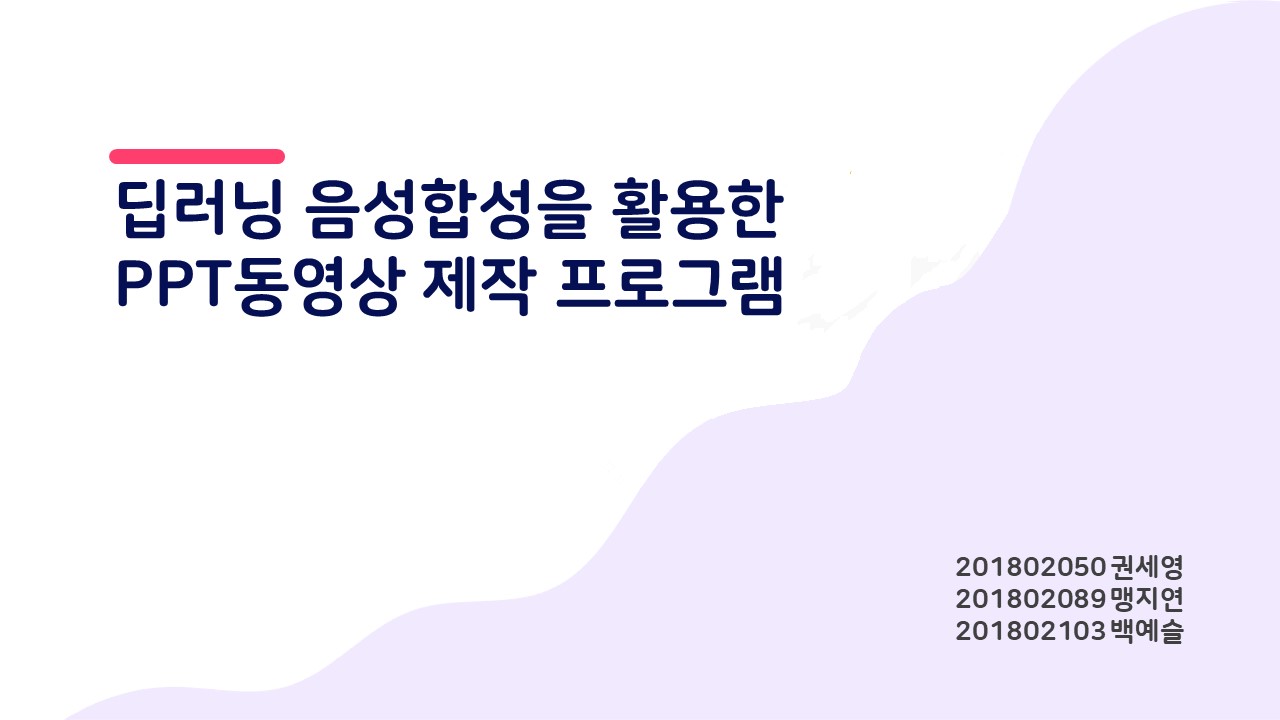 딥러닝 음성합성을 활용한
PPT동영상 제작 프로그램
201802050 권세영
201802089 맹지연
201802103 백예슬